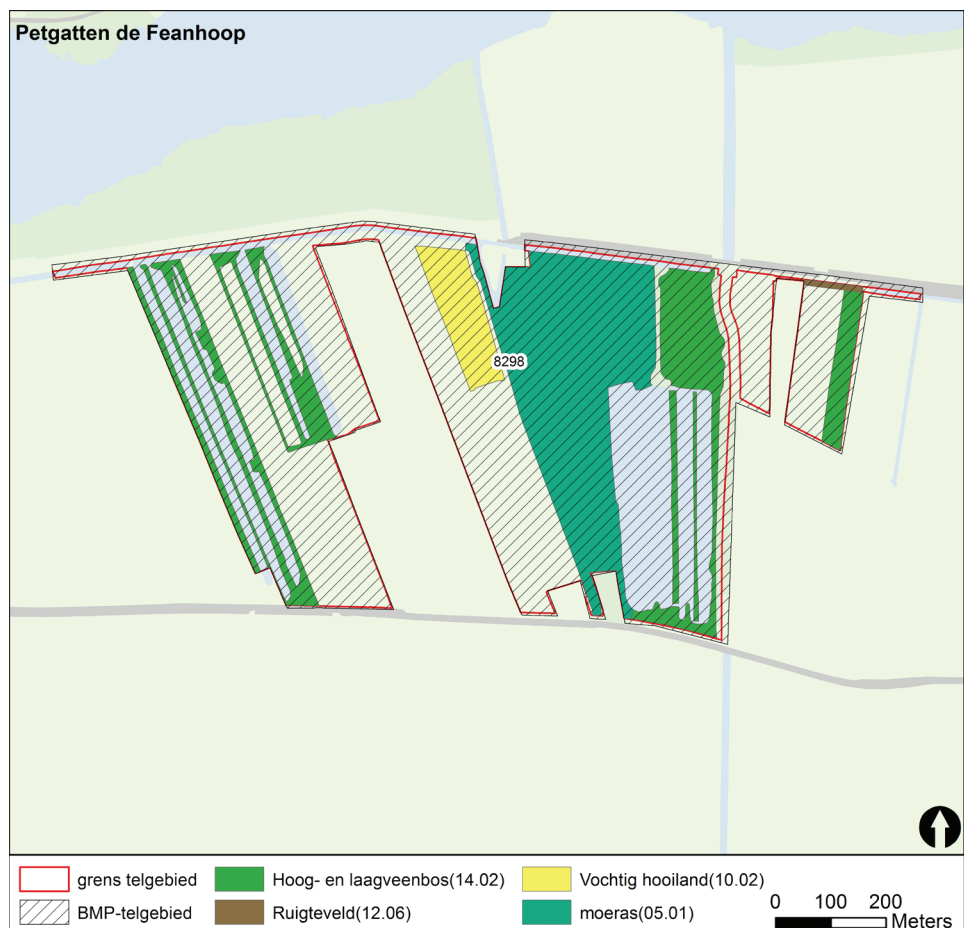 Petgatten de Feanhoop
8298
grens telgebied
Hoog- en laagveenbos(14.02)
Vochtig hooiland(10.02)
BMP-telgebied
Ruigteveld(12.06)
moeras(05.01)
0 100 200
Meters